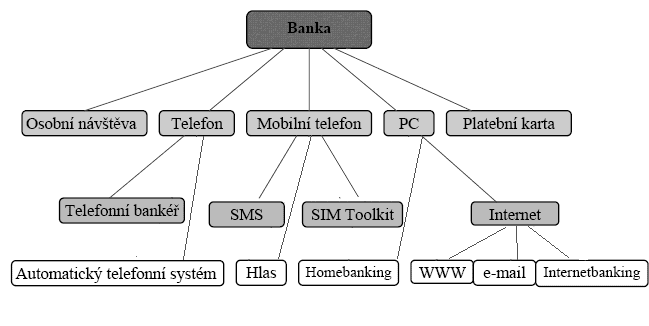 Banka
Osobní návštěva
Telefon
Mobilní telefon
PC
Platební karta
Telefonní bankéř
SMS
SIM Toolkit
Internet
Automatický telefonní systém
Hlas
Homebanking
WWW
e-mail
Internetbanking